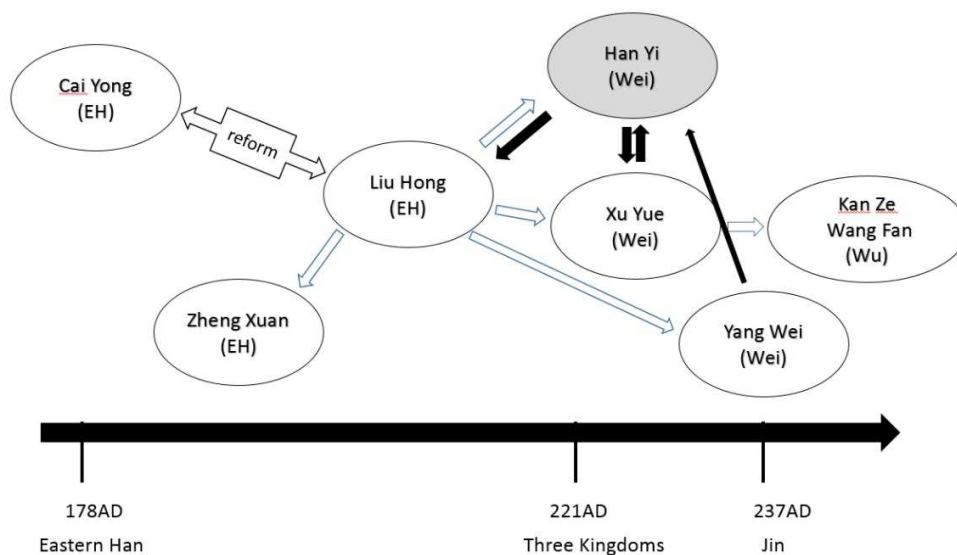 Han Yi
(Wei)
Cai Yong
(EH)
reform
Liu Hong
(EH)
Xu Yue
(Wei)
Kan Ze
Wang Fan
(Wu)
Zheng Xuan
(EH)
Yang Wei
(Wei)
178AD
221AD
237AD
Eastern Han
Three Kingdoms
Jin